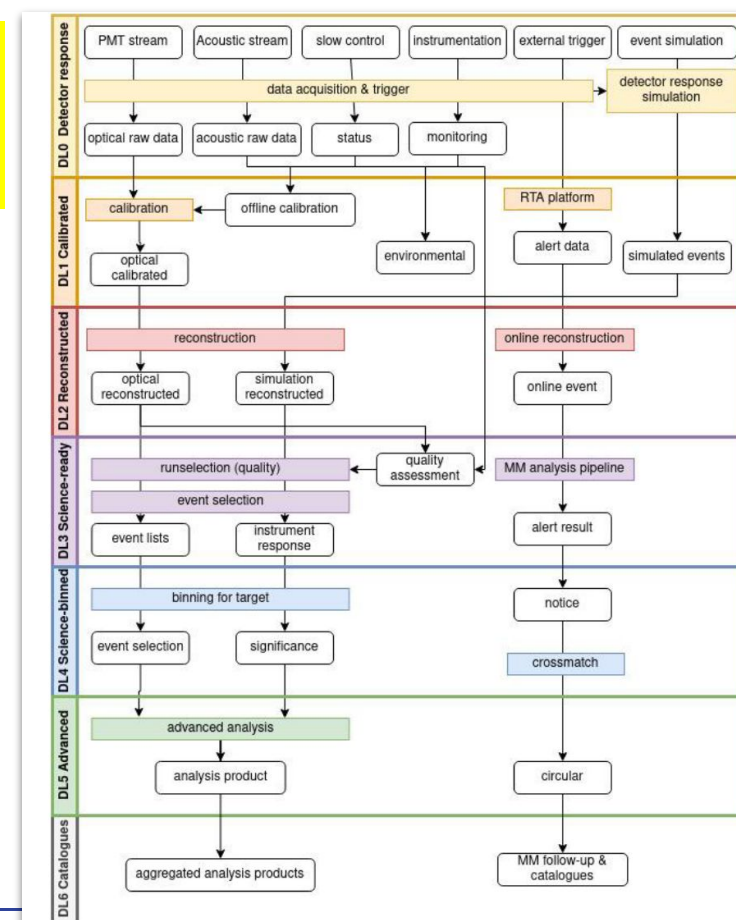 DL0 Detector response
PMT stream
Acoustic stream
slow control
instrumentation
external trigger
event simulation
data acquisition & trigger
detector response
simulation
optical raw data
acoustic raw data
status
monitoring
DL1 Calibrated
calibration
offline calibration
RTA platform
optical
calibrated
environmental
alert data
simulated events
DL2 Reconstructed
reconstruction
online reconstruction
optical
reconstructed
simulation
reconstructed
online event
DL3 Science-ready
runselection (quality)
quality
assessment
MM analysis pipeline
event selection
event lists
instrument
response
alert result
DL4 Science-binned
binning for target
notice
event selection
significance
crossmatch
DL5 Advanced
advanced analysis
analysis product
circular
DL6 Catalogues
aggregated analysis products
MM follow-up &
catalogues